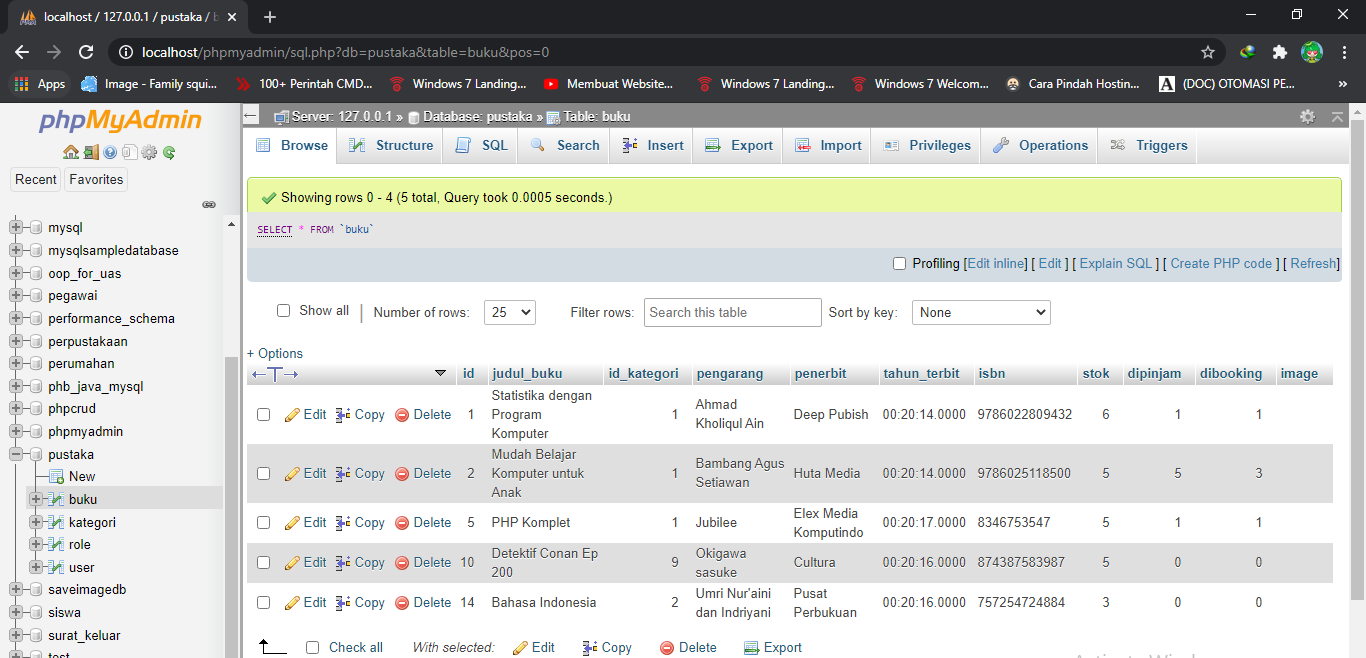 localhost / 127.0.0.1 / pustaka / b
localhost/phpmyadmin/sql.php?db=pustaka&table=buku&pos=0
Apps Image - Family squi... 100+ Perintah CMD... Windows 7 Landing... Membuat Website... Windows 7 Landing... Windows 7 Welcom... Cara Pindah Hostin... A (DOC) OTOMASI PE... »
phpMyAdmin
Recent Favorites
mysql
mysqlsampledatabase
oop_for_uas
pegawai
performance_schema
perpustakaan
perumahan
phb_java_mysql
phpcrud
phpmyadmin
pustaka
New
buku
kategori
role
user
saveimagedb
siswa
surat_keluar
test
Server: 127.0.0.1 » Database: pustaka » Table: buku
Browse Structure SQL Search Insert Export Import Privileges Operations Triggers
Showing rows 0 - 4 (5 total, Query took 0.0005 seconds.)
SELECT * FROM `buku`
Profiling [Edit inline] [ Edit ] [ Explain SQL ] [ Create PHP code ] [ Refresh]
Show all | Number of rows: 25 Filter rows: Search this table Sort by key: None
+ Options
←T→ id judul_buku id_kategori pengarang penerbit tahun_terbit isbn stok dipinjam dibooking image
Edit Copy Delete 1 Statistika dengan Program Komputer 1 Ahmad Kholiqul Ain Deep Pubish 00:20:14.0000 9786022809432 6 1 1
Edit Copy Delete 2 Mudah Belajar Komputer untuk Anak 1 Bambang Agus Setiawan Huta Media 00:20:14.0000 9786025118500 5 5 3
Edit Copy Delete 5 PHP Komplet 1 Jubilee Elex Media Komputindo 00:20:17.0000 8346753547 5 1 1
Edit Copy Delete 10 Detektif Conan Ep 200 9 Okigawa sasuke Cultura 00:20:16.0000 874387583987 5 0 0
Edit Copy Delete 14 Bahasa Indonesia 2 Umri Nur'aini dan Indriyani Pusat Perbukuan 00:20:16.0000 757254724884 3 0 0
Check all With selected: Edit Copy Delete Export